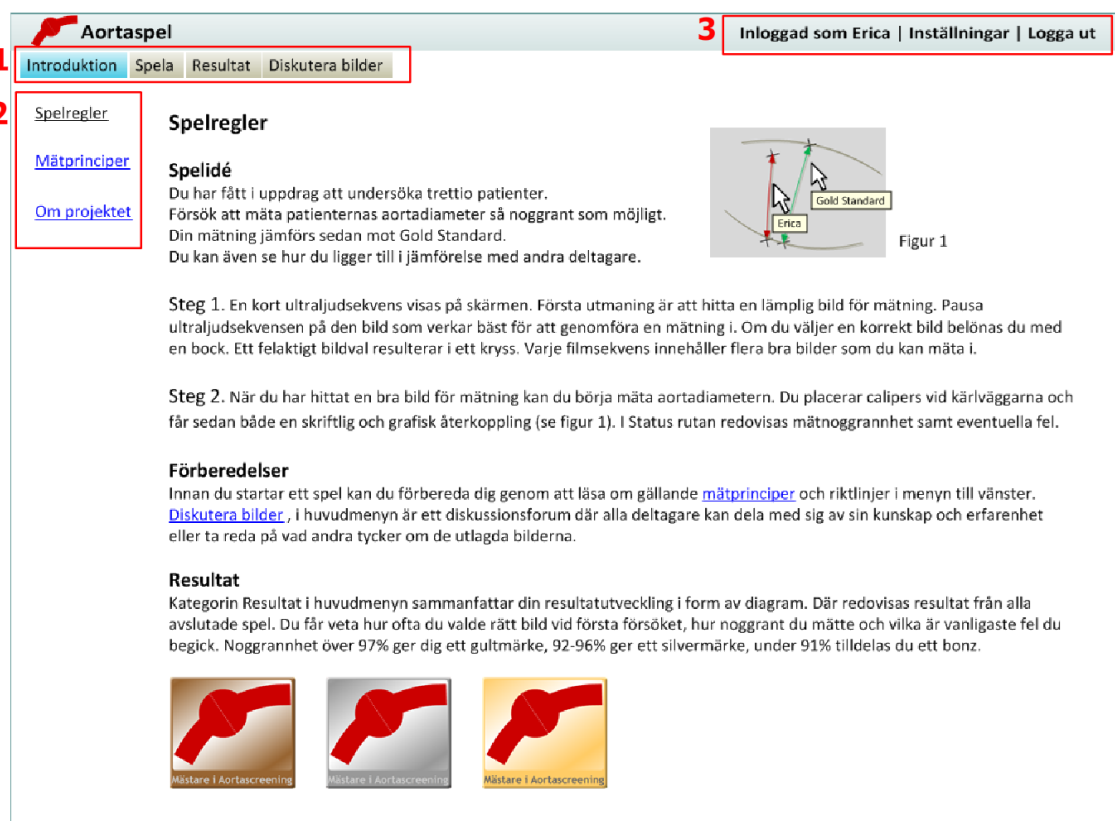 Aortaspel
3
Inloggad som Erica | Inställningar | Logga ut
1
Introduktion Spela Resultat Diskutera bilder
2
Spelregler
Mätprinciper
Om projektet
Spelregler
Spelidé
Du har fått i uppdrag att undersöka trettio patienter.
Försök att mäta patienternas aortadiameter så noggrant som möjligt.
Din mätning jämförs sedan mot Gold Standard.
Du kan även se hur du ligger till i jämförelse med andra deltagare.
Gold Standard
Erica
Figur 1
Steg 1. En kort ultraljudsekvens visas på skärmen. Första utmaning är att hitta en lämplig bild för mätning. Pausa
ultraljudsekvensen på den bild som verkar bäst för att genomföra en mätning i. Om du väljer en korrekt bild belönas du med
en bock. Ett felaktigt bildval resulterar i ett kryss. Varje filmsekvens innehåller flera bra bilder som du kan mäta i.
Steg 2. När du har hittat en bra bild för mätning kan du börja mäta aortadiametern. Du placerar calipers vid kärlväggarna och
får sedan både en skriftlig och grafisk återkoppling (se figur 1). I Status rutan redovisas mätnoggrannhet samt eventuella fel.
Förberedelser
Innan du startar ett spel kan du förbereda dig genom att läsa om gällande mätprinciper och riktlinjer i menyn till vänster.
Diskutera bilder , i huvudmenyn är ett diskussionsforum där alla deltagare kan dela med sig av sin kunskap och erfarenhet
eller ta reda på vad andra tycker om de utlagda bilderna.
Resultat
Kategorin Resultat i huvudmenyn sammanfattar din resultatutveckling i form av diagram. Där redovisas resultat från alla
avslutade spel. Du får veta hur ofta du valde rätt bild vid första försöket, hur noggrant du mätte och vilka är vanligaste fel du
begick. Noggrannhet över 97% ger dig ett gultmärke, 92-96% ger ett silvermärke, under 91% tilldelas du ett bonz.
Mästare i Aortascreening
Mästare i Aortascreening
Mästare i Aortascreening